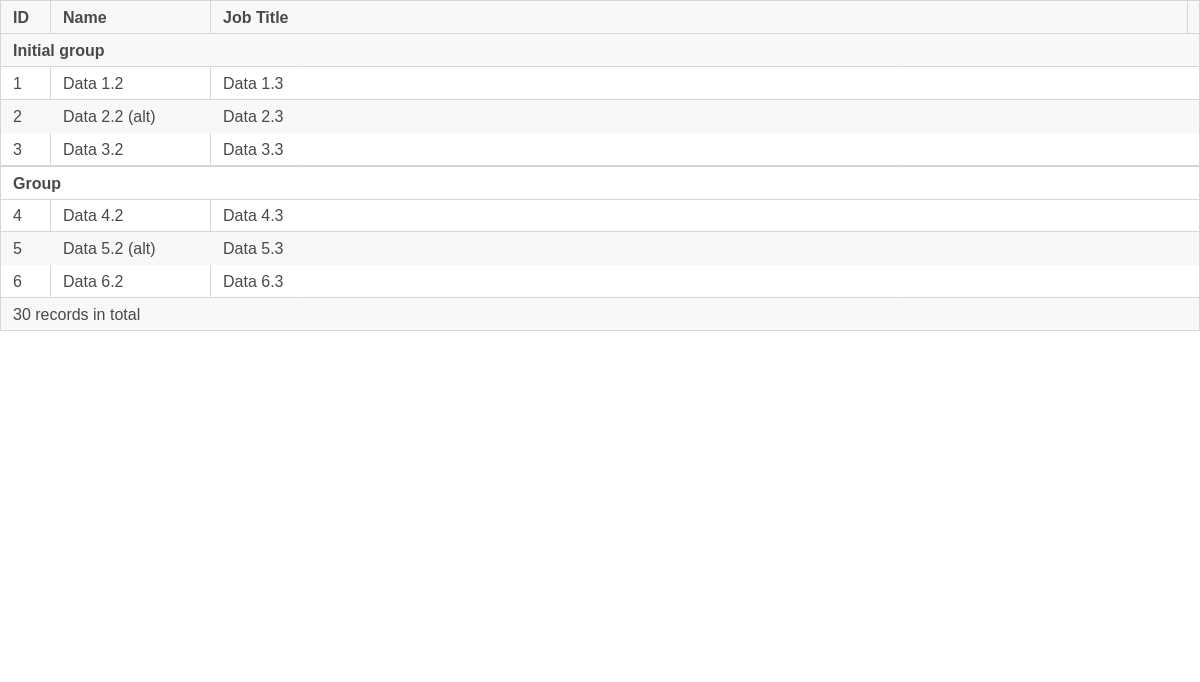 ID Name Job Title
Initial group
1 Data 1.2 Data 1.3
2 Data 2.2 (alt) Data 2.3
3 Data 3.2 Data 3.3
Group
4 Data 4.2 Data 4.3
5 Data 5.2 (alt) Data 5.3
6 Data 6.2 Data 6.3
30 records in total